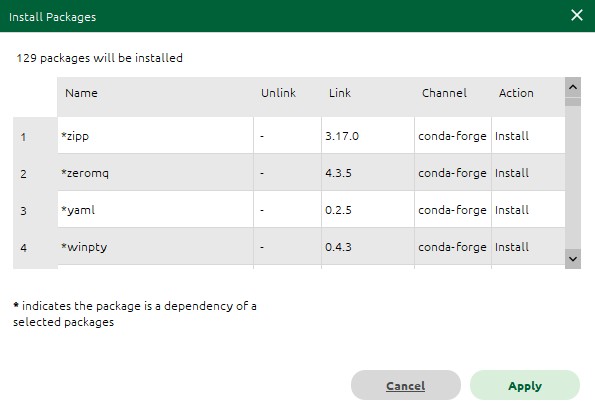 Install Packages
129 packages will be installed
Name Unlink Link Channel Action
1 *zipp - 3.17.0 conda-forge Install
2 *zeromq - 4.3.5 conda-forge Install
3 *yaml - 0.2.5 conda-forge Install
4 *winpty - 0.4.3 conda-forge Install
* indicates the package is a dependency of a
selected packages
Cancel Apply